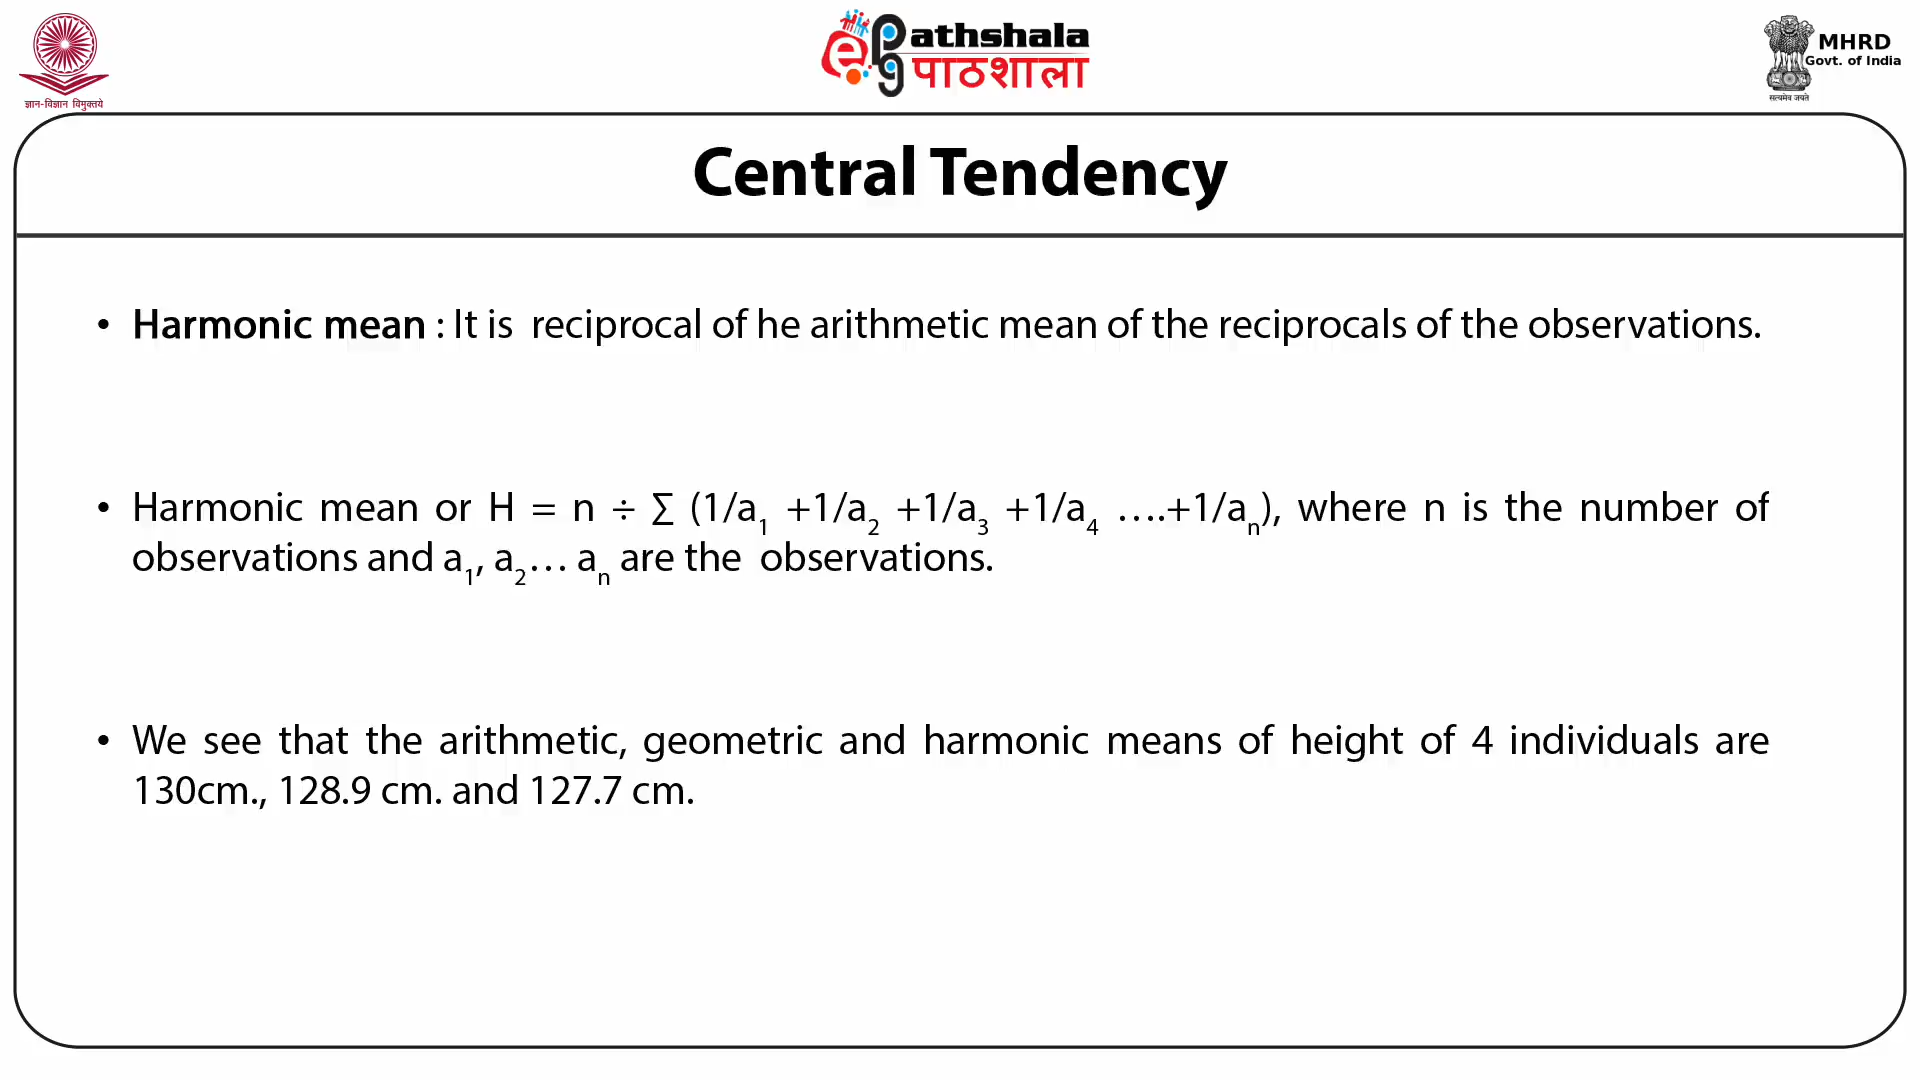 ज्ञान-विज्ञान विमुक्तये
ePathshala
पाठशाला
MHRD
Govt. of India
सत्यमेव जयते
Central Tendency
• Harmonic mean : It is reciprocal of he arithmetic mean of the reciprocals of the observations.
• Harmonic mean or H = n ÷ ∑ (1/a₁ +1/a₂ +1/a₃ +1/a₄ ….+1/aₙ), where n is the number of
observations and a₁, a₂… aₙ are the observations.
• We see that the arithmetic, geometric and harmonic means of height of 4 individuals are
130cm., 128.9 cm. and 127.7 cm.